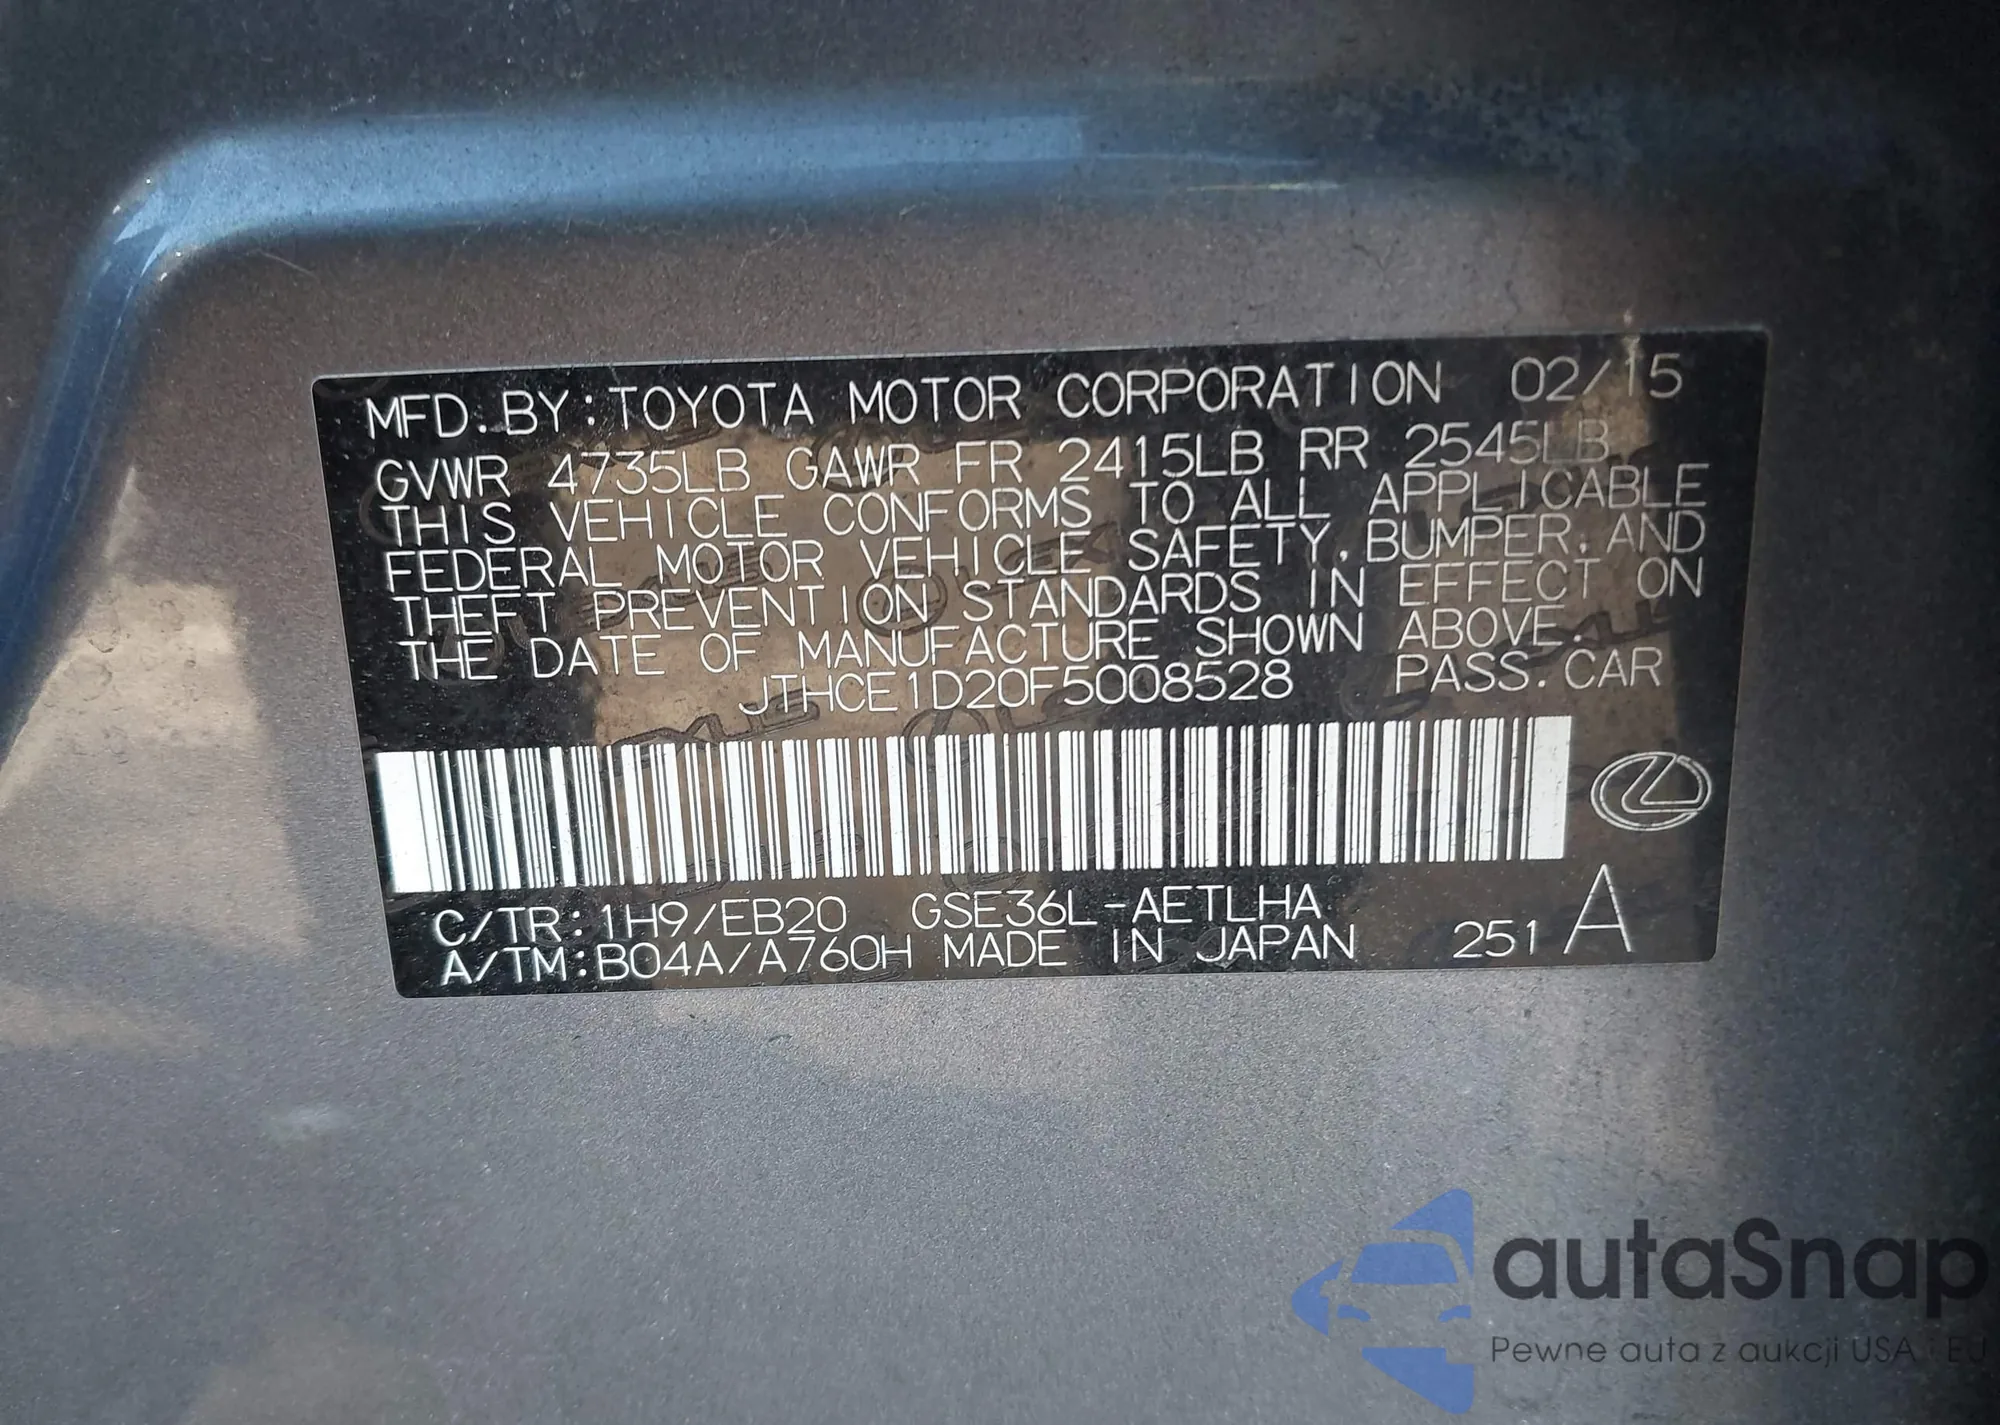 MFD. BY: TOYOTA MOTOR CORPORATION 02/15
GVWR 4735LB GAWR FR 2415LB RR 2545LB
THIS VEHICLE CONFORMS TO ALL APPLICABLE
FEDERAL MOTOR VEHICLE SAFETY, BUMPER, AND
THEFT PREVENTION STANDARDS IN EFFECT ON
THE DATE OF MANUFACTURE SHOWN ABOVE.
JTHCE1D20F5008528 PASS. CAR
C/TR: 1H9/EB20 GSE36L-AETLHA
A/TM: B04A/A760H MADE IN JAPAN 251 A
autaSnap
Pewne auta z aukcji USA i EU